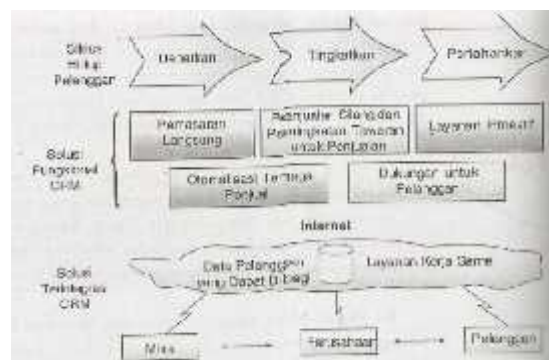 Siklus
Hidup
Pelanggan
Tingkatkan
Pertahankan
Pemasaran
Langsung
Penjualan Silang dan
Peningkatan Tawaran
untuk Penjualan
Layanan Proaktif
Solusi
Fungsional
CRM
Otomatisasi Tenaga
Penjual
Dukungan untuk
Pelanggan
Internet
Data Pelanggan
yang Dapat Dibagi
Layanan Kerja Sama
Solusi
Teknologi
CRM
Mitra
Perusahaan
Pelanggan